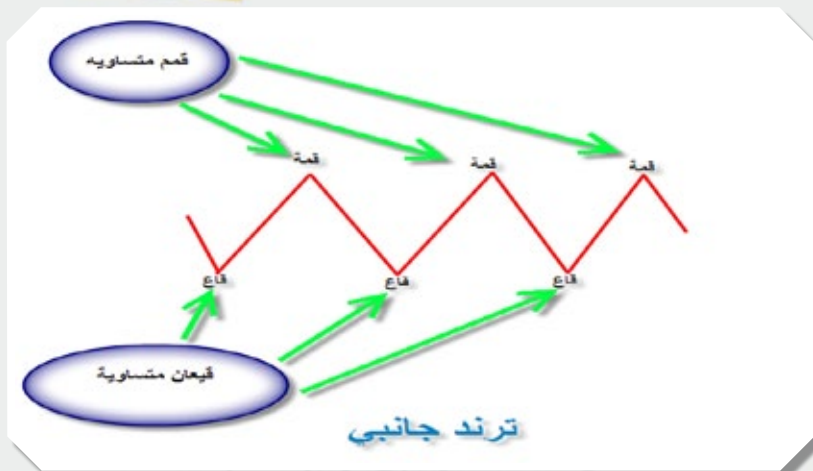 قمم متساويه
قمة
قمة
قمة
قاع
قاع
قاع
قيعان متساوية
ترند جانبي